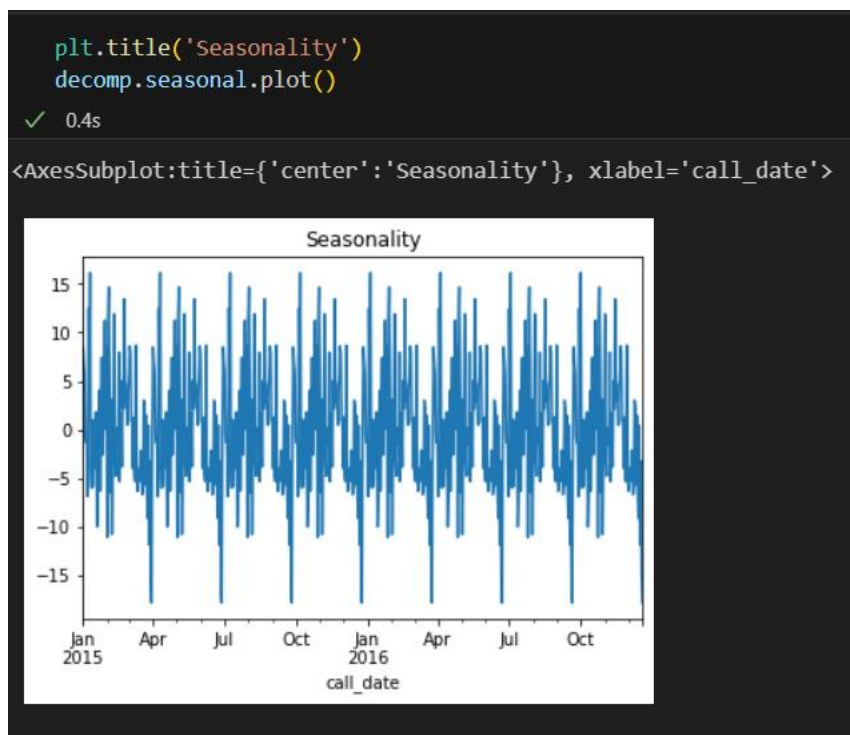 plt.title('Seasonality')
decomp.seasonal.plot()
✓ 0.4s
<AxesSubplot:title={'center':'Seasonality'}, xlabel='call_date'>
Seasonality
15
10
5
0
−5
−10
−15
Jan Apr Jul Oct Jan Apr Jul Oct
2015 2016
call_date